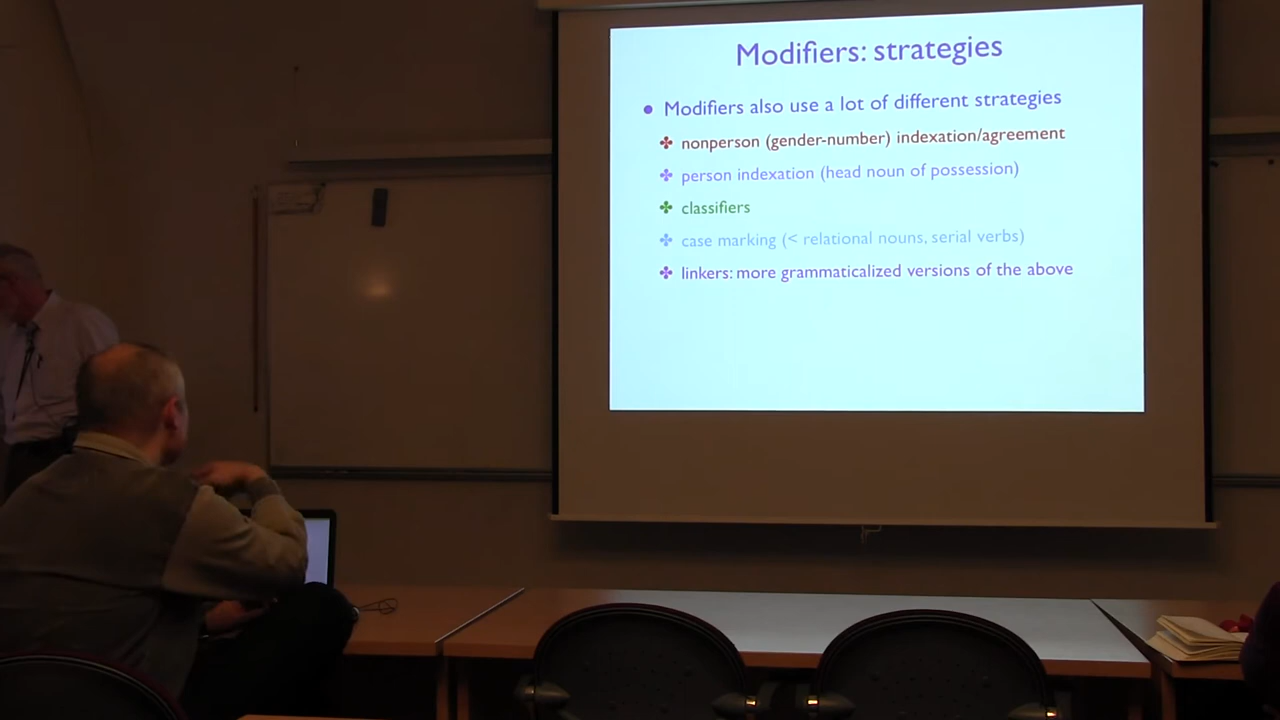 Modifiers: strategies
• Modifiers also use a lot of different strategies
✤ nonperson (gender-number) indexation/agreement
✤ person indexation (head noun of possession)
✤ classifiers
✤ case marking (< relational nouns, serial verbs)
✤ linkers: more grammaticalized versions of the above